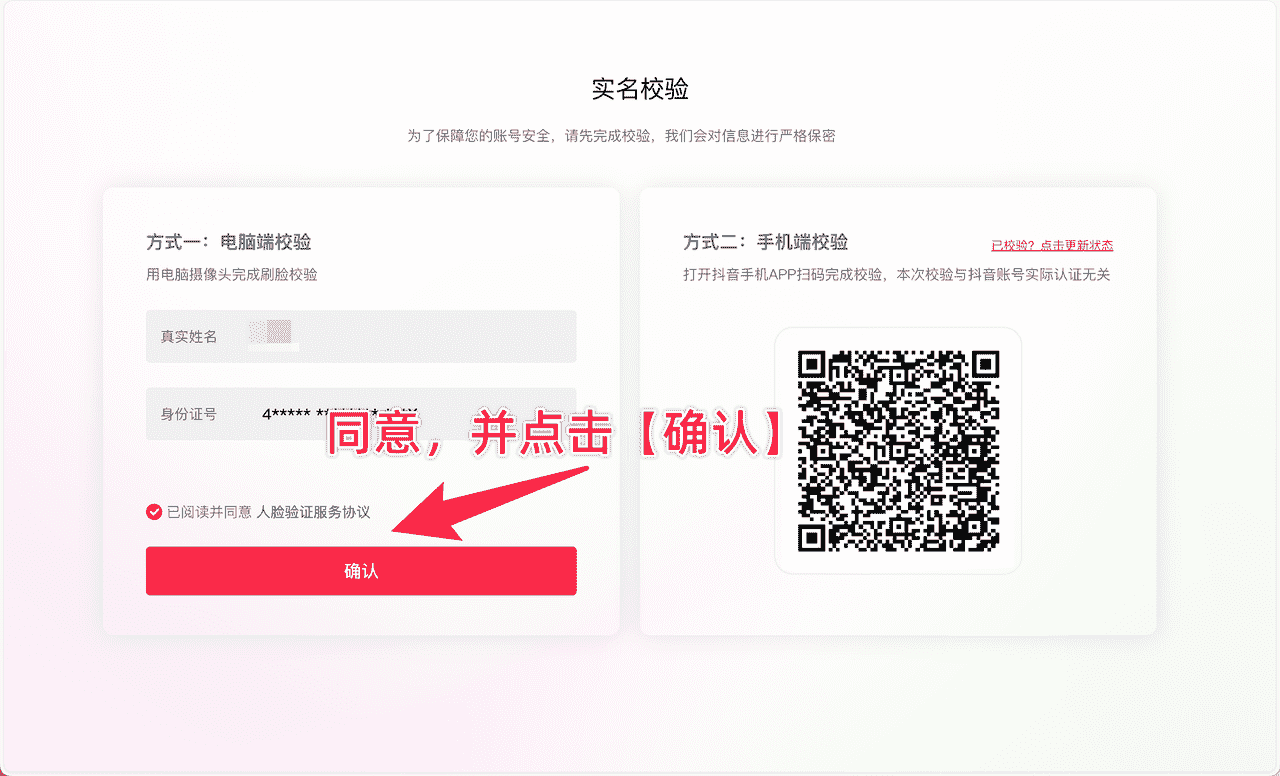 实名校验
为了保障您的账号安全，请先完成校验，我们会对信息进行严格保密
方式一：电脑端校验
用电脑摄像头完成刷脸校验
真实姓名
身份证号 4*****
同意，并点击【确认】
已阅读并同意 人脸验证服务协议
确认
方式二：手机端校验
已校验？点击更新状态
打开抖音手机APP扫码完成校验，本次校验与抖音账号实际认证无关